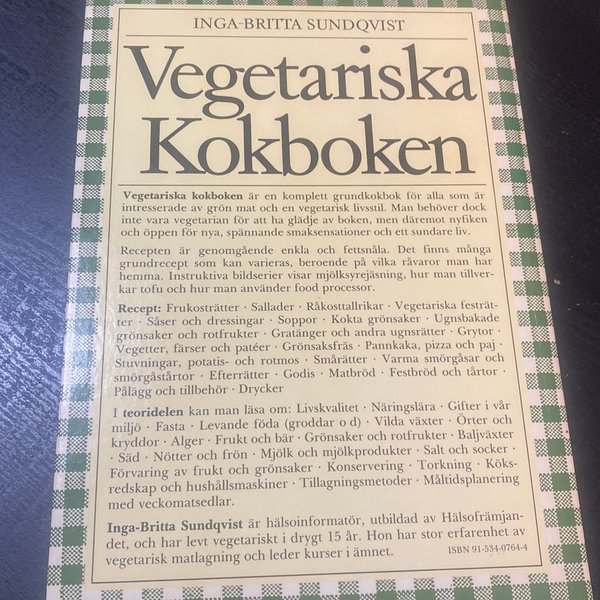 INGA-BRITTA SUNDQVIST
Vegetariska
Kokboken
Vegetariska kokboken är en komplett grundkokbok för alla som är
intresserade av grön mat och en vegetarisk livsstil. Man behöver dock
inte vara vegetarian för att ha glädje av boken, men däremot nyfiken
och öppen för nya, spännande smaksensationer och ett sundare liv.
Recepten är genomgående enkla och fettsnåla. Det finns många
grundrecept som kan varieras, beroende på vilka råvaror man har
hemma. Instruktiva bildserier visar mjölksyrejäsning, hur man tillver-
kar tofu och hur man använder food processor.
Recept: Frukosträtter · Sallader · Råkosttallrikar · Vegetariska festrät-
ter · Såser och dressingar · Soppor · Kokta grönsaker · Ugnsbakade
grönsaker och rotfrukter · Gratänger och andra ugnsrätter · Grytor ·
Vegetter, färser och patéer · Grönsaksfräs · Pannkaka, pizza och paj ·
Stuvningar, potatis- och rotmos · Smårätter · Varma smörgåsar och
smörgåstårtor · Efterrätter · Godis · Matbröd · Festbröd och tårtor ·
Pålägg och tillbehör · Drycker
I teoridelen kan man läsa om: Livskvalitet · Näringslära · Gifter i vår
miljö · Fasta · Levande föda (groddar o d) · Vilda växter · Örter och
kryddor · Alger · Frukt och bär · Grönsaker och rotfrukter · Baljväxter
· Säd · Nötter och frön · Mjölk och mjölkprodukter · Salt och socker ·
Förvaring av frukt och grönsaker · Konservering · Torkning · Köks-
redskap och hushållsmaskiner · Tillagningsmetoder · Måltidsplanering
med veckomatsedlar.
Inga-Britta Sundqvist är hälsoinformatör, utbildad av Hälsofrämjan-
det, och har levt vegetariskt i drygt 15 år. Hon har stor erfarenhet av
vegetarisk matlagning och leder kurser i ämnet. ISBN 91-534-0764-4